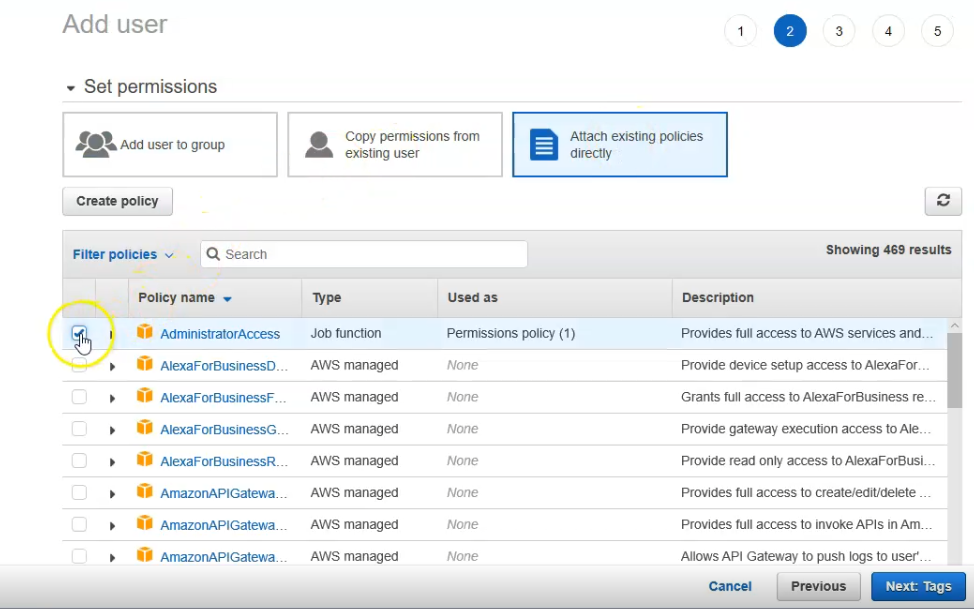 Add user
1 2 3 4 5
Set permissions
Add user to group
Copy permissions from
existing user
Attach existing policies
directly
Create policy
Filter policies
Search
Showing 469 results
Policy name Type Used as Description
AdministratorAccess Job function Permissions policy (1) Provides full access to AWS services and...
AlexaForBusinessD... AWS managed None Provide device setup access to AlexaFor...
AlexaForBusinessF... AWS managed None Grants full access to AlexaForBusiness re...
AlexaForBusinessG... AWS managed None Provide gateway execution access to Ale...
AlexaForBusinessR... AWS managed None Provide read only access to AlexaForBusi...
AmazonAPIGatewa... AWS managed None Provides full access to create/edit/delete ...
AmazonAPIGatewa... AWS managed None Provides full access to invoke APIs in Am...
AmazonAPIGatewa... AWS managed None Allows API Gateway to push logs to user'...
Cancel Previous Next: Tags